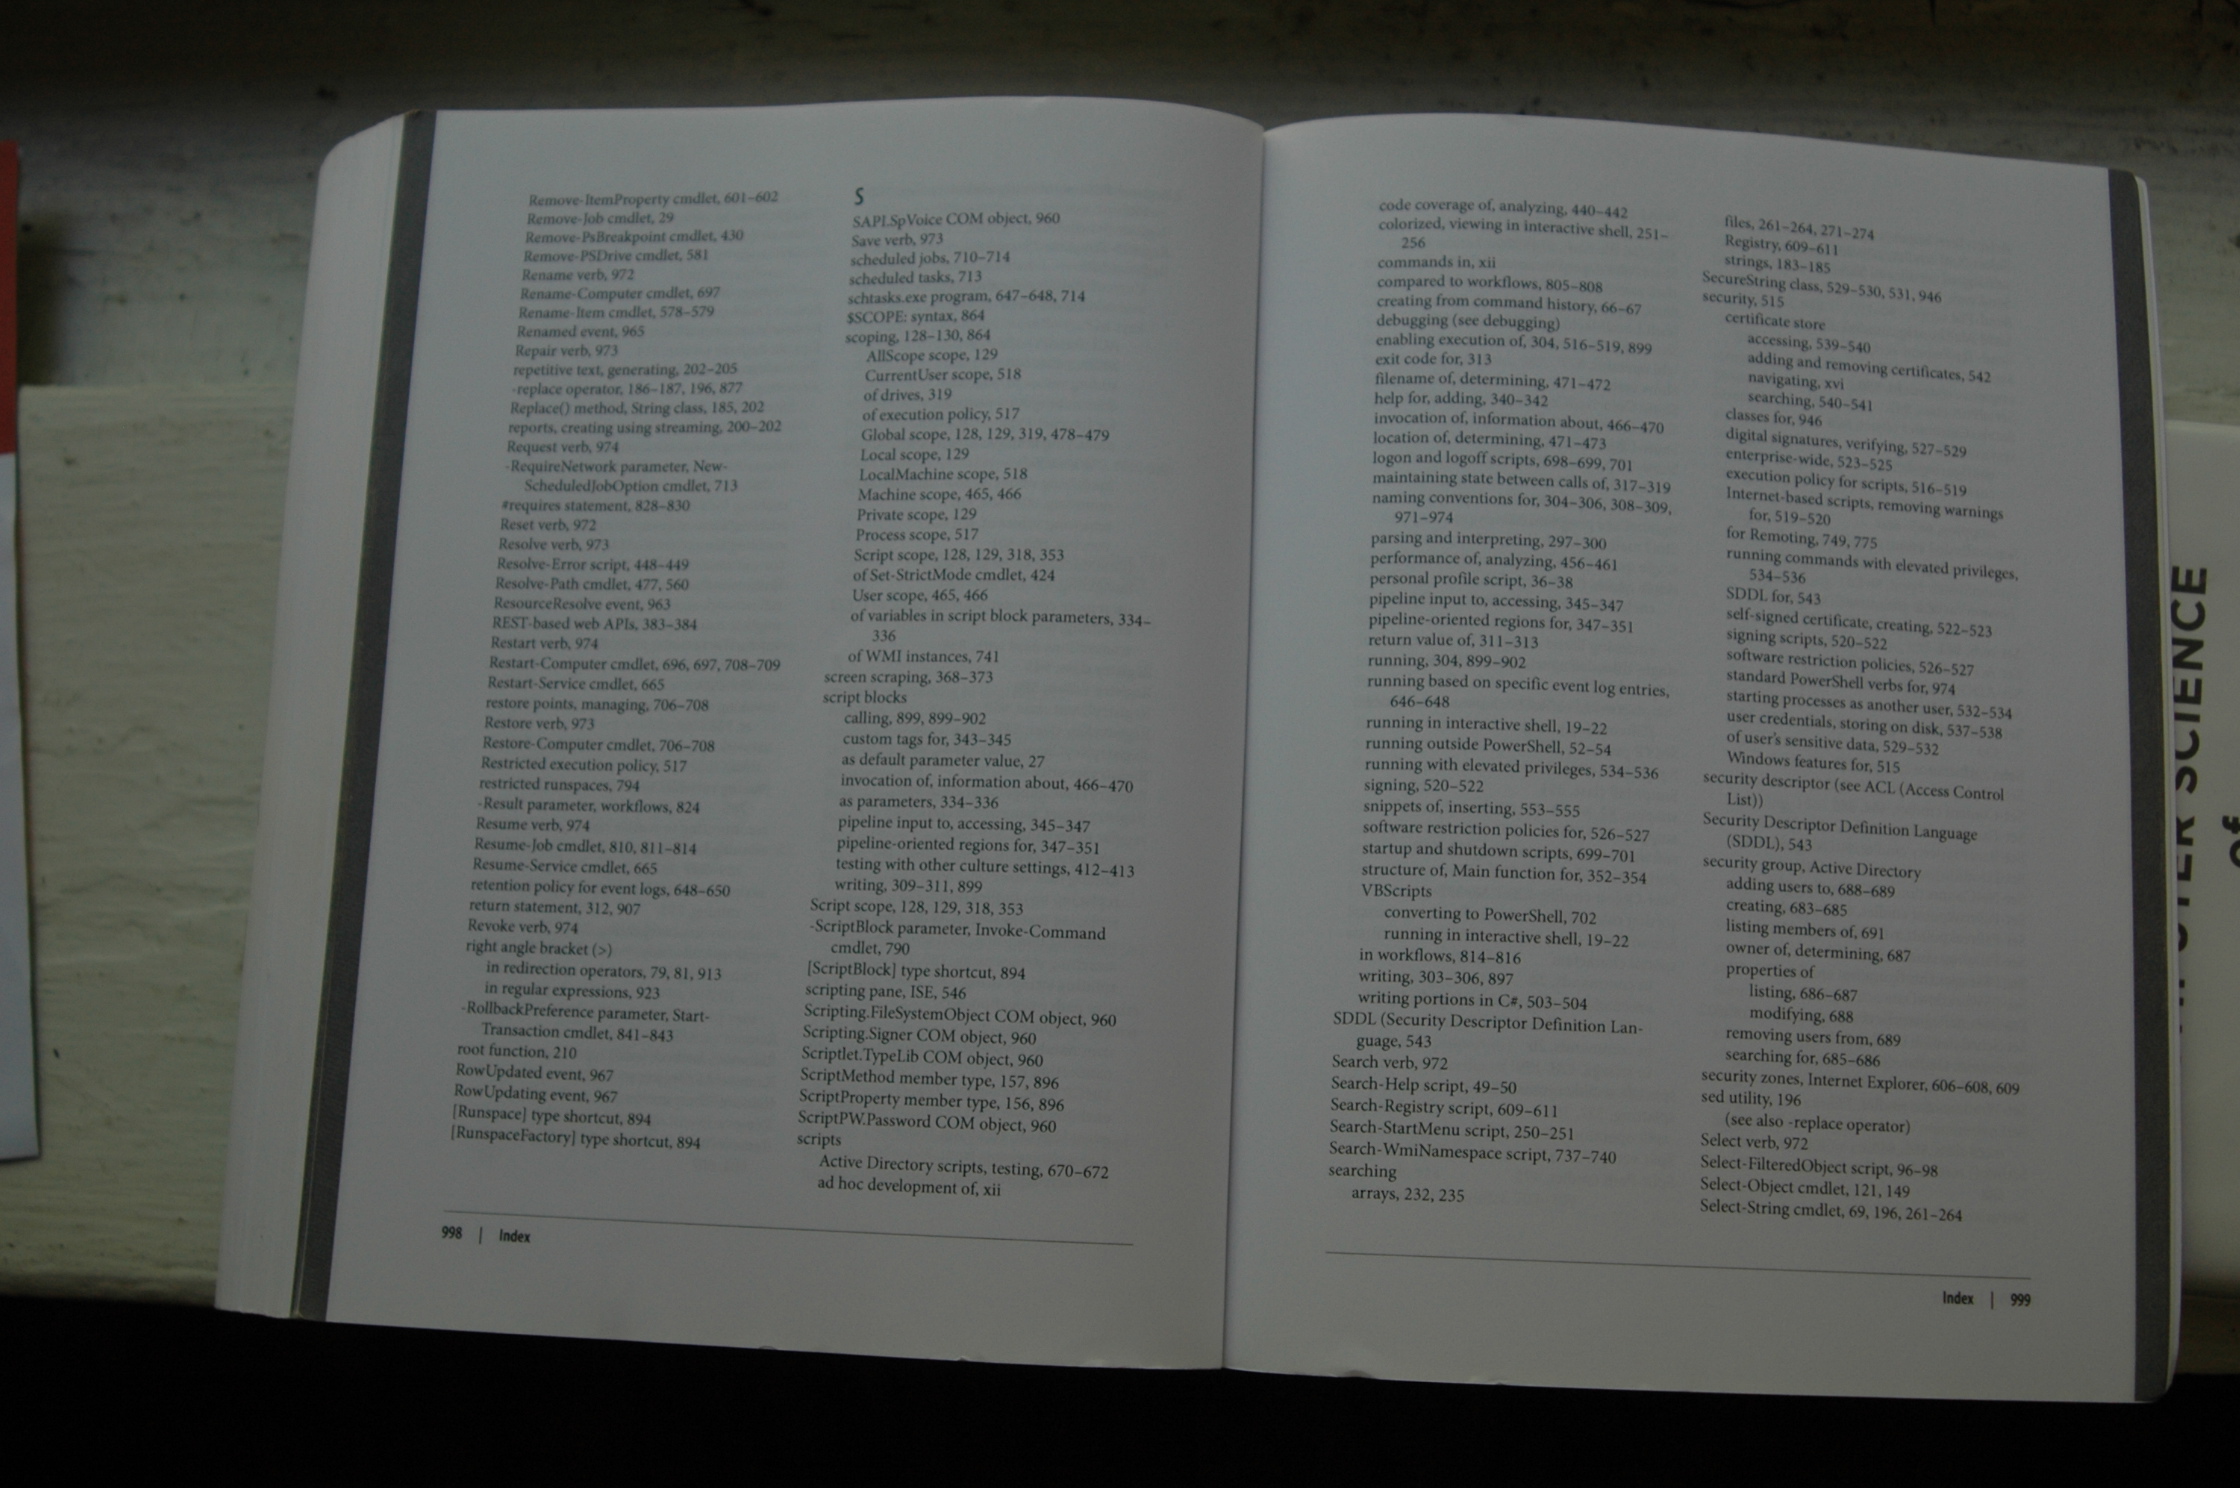 Remove-ItemProperty cmdlet, 601–602
Remove-Job cmdlet, 29
Remove-PsBreakpoint cmdlet, 430
Remove-PSDrive cmdlet, 581
Rename verb, 972
Rename-Computer cmdlet, 697
Rename-Item cmdlet, 578–579
Renamed event, 965
Repair verb, 973
repetitive text, generating, 202–205
-replace operator, 186–187, 196, 877
Replace() method, String class, 185, 202
reports, creating using streaming, 200–202
Request verb, 974
-RequireNetwork parameter, New-
ScheduledJobOption cmdlet, 713
#requires statement, 828–830
Reset verb, 972
Resolve verb, 973
Resolve-Error script, 448–449
Resolve-Path cmdlet, 477, 560
ResourceResolve event, 963
REST-based web APIs, 383–384
Restart verb, 974
Restart-Computer cmdlet, 696, 697, 708–709
Restart-Service cmdlet, 665
restore points, managing, 706–708
Restore verb, 973
Restore-Computer cmdlet, 706–708
Restricted execution policy, 517
restricted runspaces, 794
-Result parameter, workflows, 824
Resume verb, 974
Resume-Job cmdlet, 810, 811–814
Resume-Service cmdlet, 665
retention policy for event logs, 648–650
return statement, 312, 907
Revoke verb, 974
right angle bracket (>)
in redirection operators, 79, 81, 913
in regular expressions, 923
-RollbackPreference parameter, Start-
Transaction cmdlet, 841–843
root function, 210
RowUpdated event, 967
RowUpdating event, 967
[Runspace] type shortcut, 894
[RunspaceFactory] type shortcut, 894
S
SAPI.SpVoice COM object, 960
Save verb, 973
scheduled jobs, 710–714
scheduled tasks, 713
schtasks.exe program, 647–648, 714
$SCOPE: syntax, 864
scoping, 128–130, 864
AllScope scope, 129
CurrentUser scope, 518
of drives, 319
of execution policy, 517
Global scope, 128, 129, 319, 478–479
Local scope, 129
LocalMachine scope, 518
Machine scope, 465, 466
Private scope, 129
Process scope, 517
Script scope, 128, 129, 318, 353
of Set-StrictMode cmdlet, 424
User scope, 465, 466
of variables in script block parameters, 334–
336
of WMI instances, 741
screen scraping, 368–373
script blocks
calling, 899, 899–902
custom tags for, 343–345
as default parameter value, 27
invocation of, information about, 466–470
as parameters, 334–336
pipeline input to, accessing, 345–347
pipeline-oriented regions for, 347–351
testing with other culture settings, 412–413
writing, 309–311, 899
Script scope, 128, 129, 318, 353
-ScriptBlock parameter, Invoke-Command
cmdlet, 790
[ScriptBlock] type shortcut, 894
scripting pane, ISE, 546
Scripting.FileSystemObject COM object, 960
Scripting.Signer COM object, 960
Scriptlet.TypeLib COM object, 960
ScriptMethod member type, 157, 896
ScriptProperty member type, 156, 896
ScriptPW.Password COM object, 960
scripts
Active Directory scripts, testing, 670–672
ad hoc development of, xii
998 | Index
code coverage of, analyzing, 440–442
colorized, viewing in interactive shell, 251–
256
commands in, xii
compared to workflows, 805–808
creating from command history, 66–67
debugging (see debugging)
enabling execution of, 304, 516–519, 899
exit code for, 313
filename of, determining, 471–472
help for, adding, 340–342
invocation of, information about, 466–470
location of, determining, 471–473
logon and logoff scripts, 698–699, 701
maintaining state between calls of, 317–319
naming conventions for, 304–306, 308–309,
971–974
parsing and interpreting, 297–300
performance of, analyzing, 456–461
personal profile script, 36–38
pipeline input to, accessing, 345–347
pipeline-oriented regions for, 347–351
return value of, 311–313
running, 304, 899–902
running based on specific event log entries,
646–648
running in interactive shell, 19–22
running outside PowerShell, 52–54
running with elevated privileges, 534–536
signing, 520–522
snippets of, inserting, 553–555
software restriction policies for, 526–527
startup and shutdown scripts, 699–701
structure of, Main function for, 352–354
VBScripts
converting to PowerShell, 702
running in interactive shell, 19–22
in workflows, 814–816
writing, 303–306, 897
writing portions in C#, 503–504
SDDL (Security Descriptor Definition Lan-
guage, 543
Search verb, 972
Search-Help script, 49–50
Search-Registry script, 609–611
Search-StartMenu script, 250–251
Search-WmiNamespace script, 737–740
searching
arrays, 232, 235
files, 261–264, 271–274
Registry, 609–611
strings, 183–185
SecureString class, 529–530, 531, 946
security, 515
certificate store
accessing, 539–540
adding and removing certificates, 542
navigating, xvi
searching, 540–541
classes for, 946
digital signatures, verifying, 527–529
enterprise-wide, 523–525
execution policy for scripts, 516–519
Internet-based scripts, removing warnings
for, 519–520
for Remoting, 749, 775
running commands with elevated privileges,
534–536
SDDL for, 543
self-signed certificate, creating, 522–523
signing scripts, 520–522
software restriction policies, 526–527
standard PowerShell verbs for, 974
starting processes as another user, 532–534
user credentials, storing on disk, 537–538
of user's sensitive data, 529–532
Windows features for, 515
security descriptor (see ACL (Access Control
List))
Security Descriptor Definition Language
(SDDL), 543
security group, Active Directory
adding users to, 688–689
creating, 683–685
listing members of, 691
owner of, determining, 687
properties of
listing, 686–687
modifying, 688
removing users from, 689
searching for, 685–686
security zones, Internet Explorer, 606–608, 609
sed utility, 196
(see also -replace operator)
Select verb, 972
Select-FilteredObject script, 96–98
Select-Object cmdlet, 121, 149
Select-String cmdlet, 69, 196, 261–264
Index | 999
SCIENCE